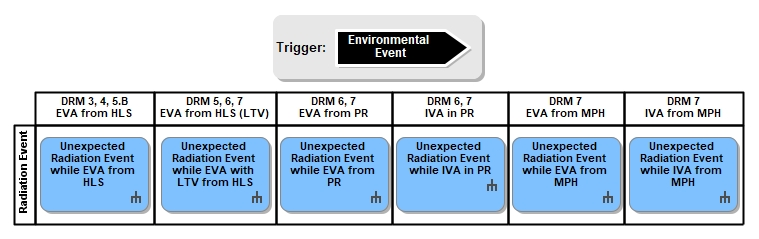 Trigger:
Environmental
Event
DRM 3, 4, 5.B
EVA from HLS
DRM 5, 6, 7
EVA from HLS (LTV)
DRM 6, 7
EVA from PR
DRM 6, 7
IVA in PR
DRM 7
EVA from MPH
DRM 7
IVA from MPH
Radiation Event
Unexpected
Radiation Event
while EVA from
HLS
Unexpected
Radiation Event
while EVA with
LTV from HLS
Unexpected
Radiation Event
while EVA from
PR
Unexpected
Radiation Event
while IVA in PR
Unexpected
Radiation Event
while EVA from
MPH
Unexpected
Radiation Event
while IVA from
MPH